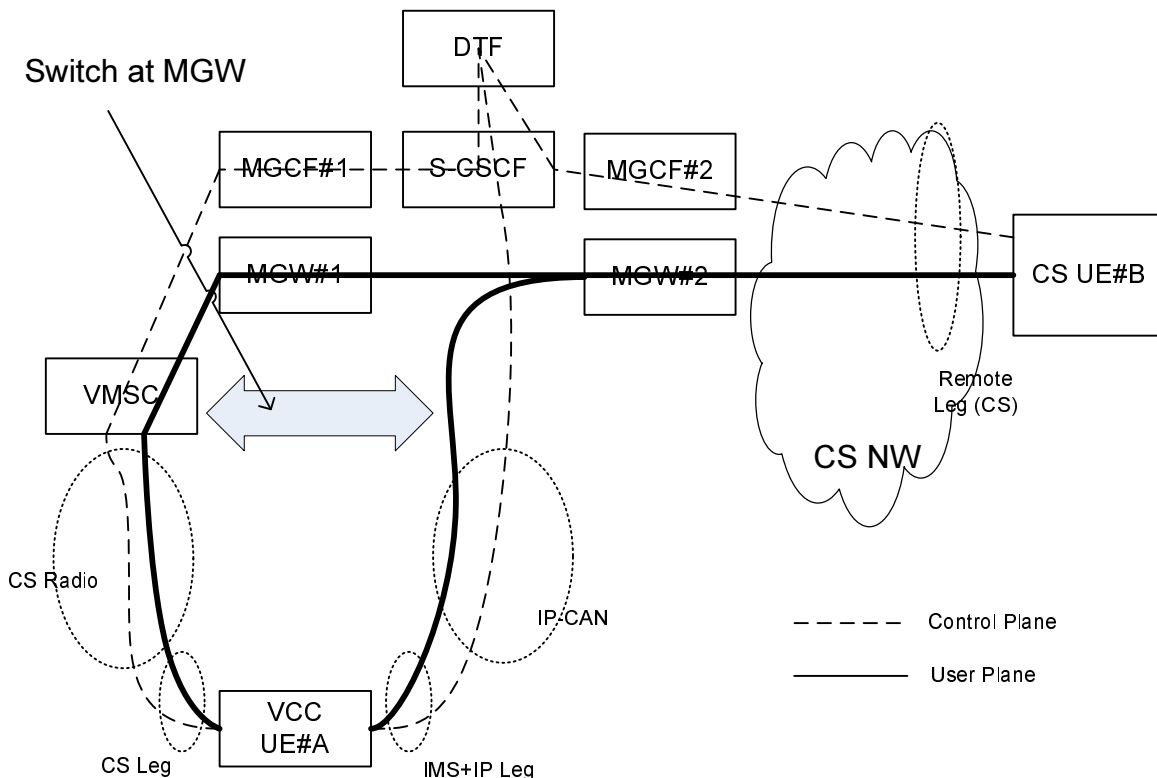 DTF
Switch at MGW
MGCF#1
S-CSCF
MGCF#2
MGW#1
MGW#2
CS UE#B
VMSC
Remote
Leg (CS)
CS NW
CS Radio
IP-CAN
Control Plane
User Plane
VCC
UE#A
CS Leg
IMS+IP Leg